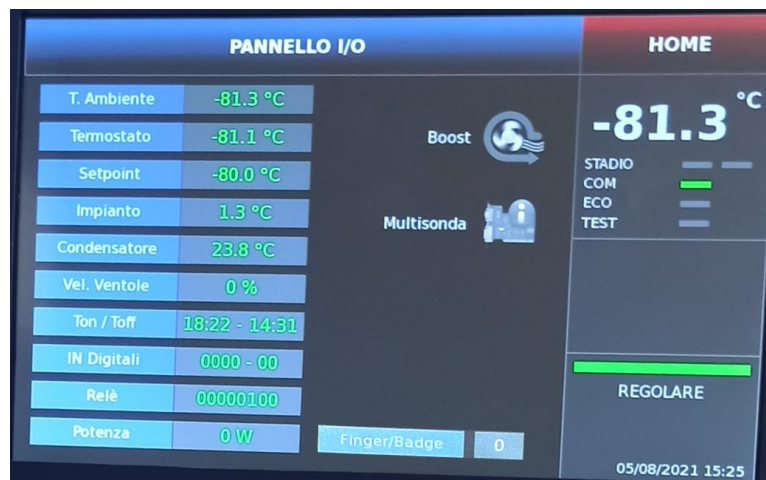 PANNELLO I/O
HOME
T. Ambiente -81.3 °C
Termostato -81.1 °C
Setpoint -80.0 °C
Impianto 1.3 °C
Condensatore 23.8 °C
Vel. Ventole 0 %
Ton / Toff 18:22 - 14:31
IN Digitali 0000 - 00
Relè 00000100
Potenza 0 W
Boost
Multisonda
Finger/Badge 0
-81.3 °C
STADIO
COM
ECO
TEST
REGOLARE
05/08/2021 15:25